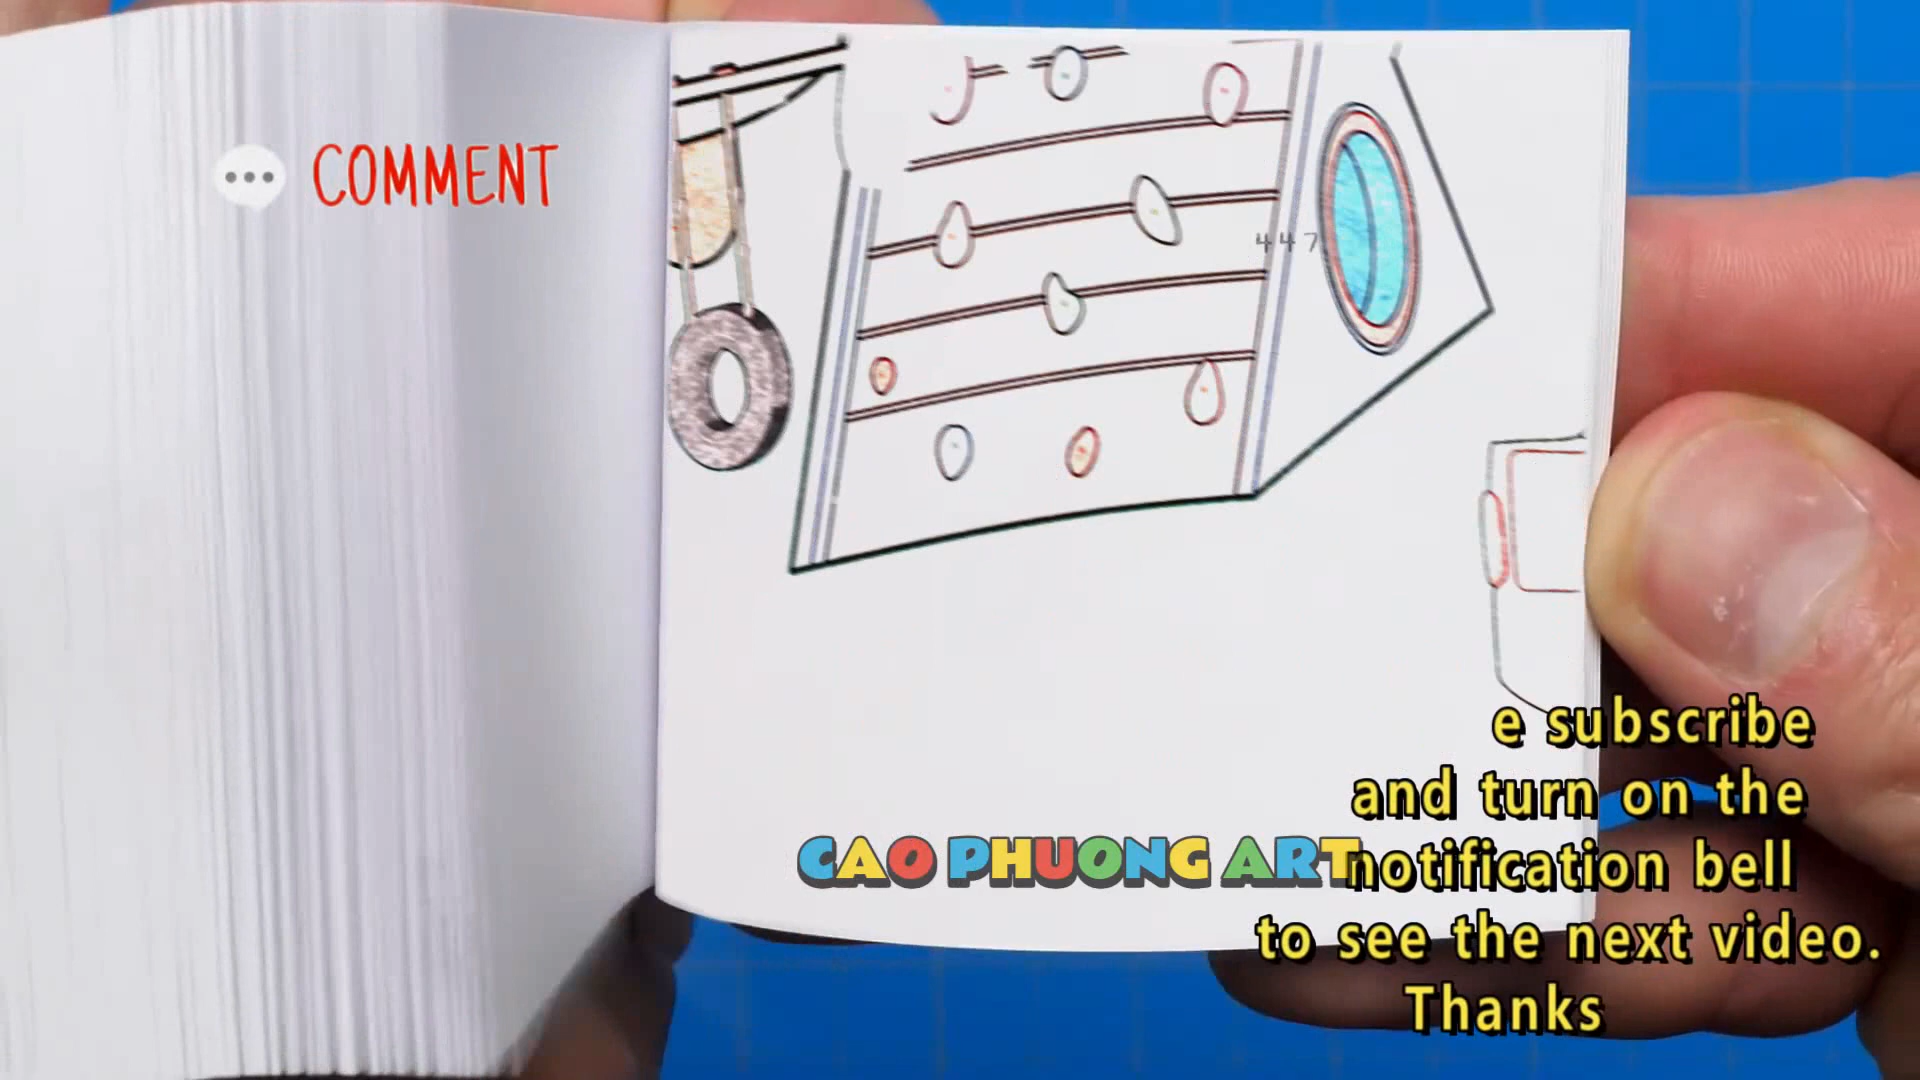 COMMENT
447
e subscribe
and turn on the
CAO PHUONG ART
notification bell
to see the next video.
Thanks